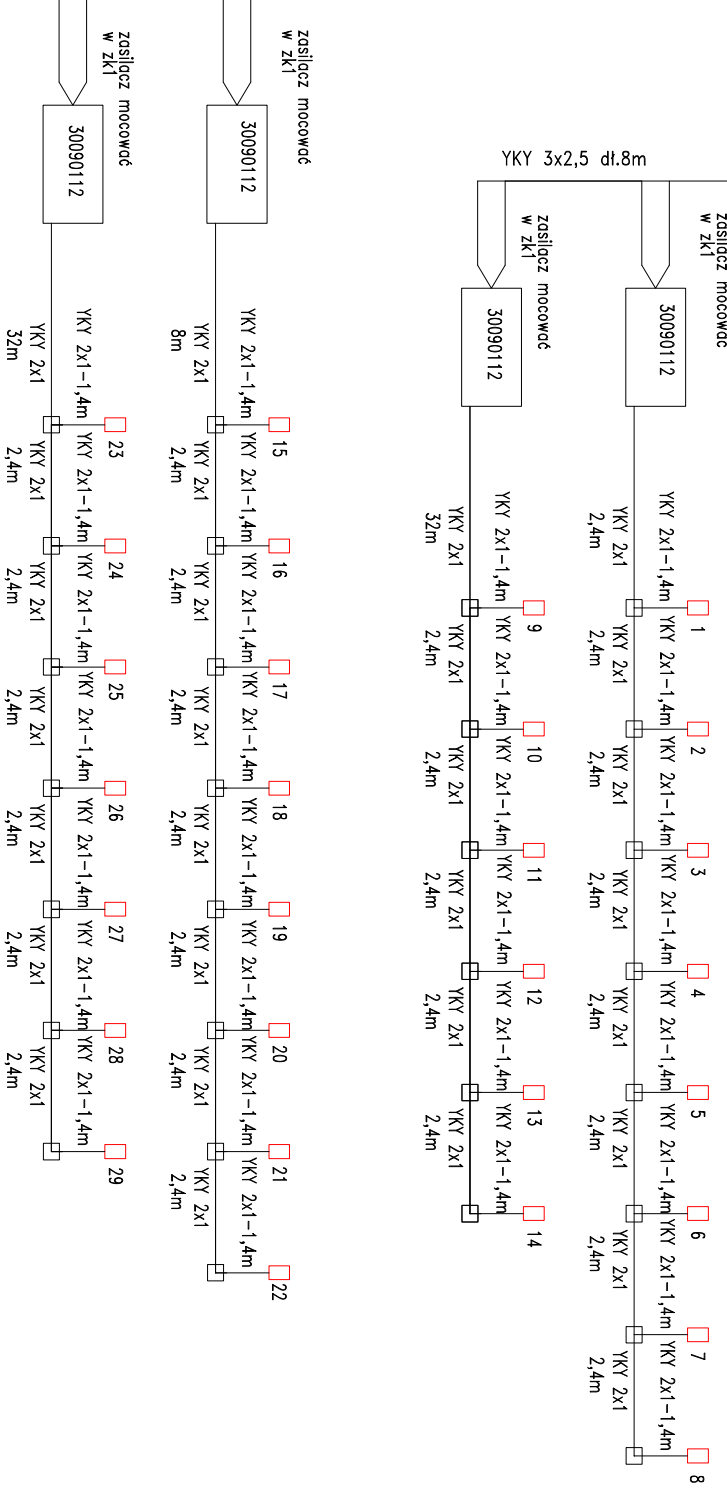 YKY 3x2,5 dł.8m
zasilacz mocować
w zk1
30090112
1 2 3 4 5 6 7 8
YKY 2x1-1,4m YKY 2x1-1,4m YKY 2x1-1,4m YKY 2x1-1,4m YKY 2x1-1,4m YKY 2x1-1,4m YKY 2x1-1,4m YKY 2x1-1,4m
YKY 2x1 YKY 2x1 YKY 2x1 YKY 2x1 YKY 2x1 YKY 2x1 YKY 2x1 YKY 2x1
2,4m 2,4m 2,4m 2,4m 2,4m 2,4m 2,4m 2,4m
zasilacz mocować
w zk1
30090112
9 10 11 12 13 14
YKY 2x1-1,4m YKY 2x1-1,4m YKY 2x1-1,4m YKY 2x1-1,4m YKY 2x1-1,4m YKY 2x1-1,4m
YKY 2x1 YKY 2x1 YKY 2x1 YKY 2x1 YKY 2x1 YKY 2x1
32m 2,4m 2,4m 2,4m 2,4m 2,4m
zasilacz mocować
w zk1
30090112
15 16 17 18 19 20 21 22
YKY 2x1-1,4m YKY 2x1-1,4m YKY 2x1-1,4m YKY 2x1-1,4m YKY 2x1-1,4m YKY 2x1-1,4m YKY 2x1-1,4m YKY 2x1-1,4m
YKY 2x1 YKY 2x1 YKY 2x1 YKY 2x1 YKY 2x1 YKY 2x1 YKY 2x1 YKY 2x1
8m 2,4m 2,4m 2,4m 2,4m 2,4m 2,4m 2,4m
zasilacz mocować
w zk1
30090112
23 24 25 26 27 28 29
YKY 2x1-1,4m YKY 2x1-1,4m YKY 2x1-1,4m YKY 2x1-1,4m YKY 2x1-1,4m YKY 2x1-1,4m YKY 2x1-1,4m
YKY 2x1 YKY 2x1 YKY 2x1 YKY 2x1 YKY 2x1 YKY 2x1 YKY 2x1
32m 2,4m 2,4m 2,4m 2,4m 2,4m 2,4m